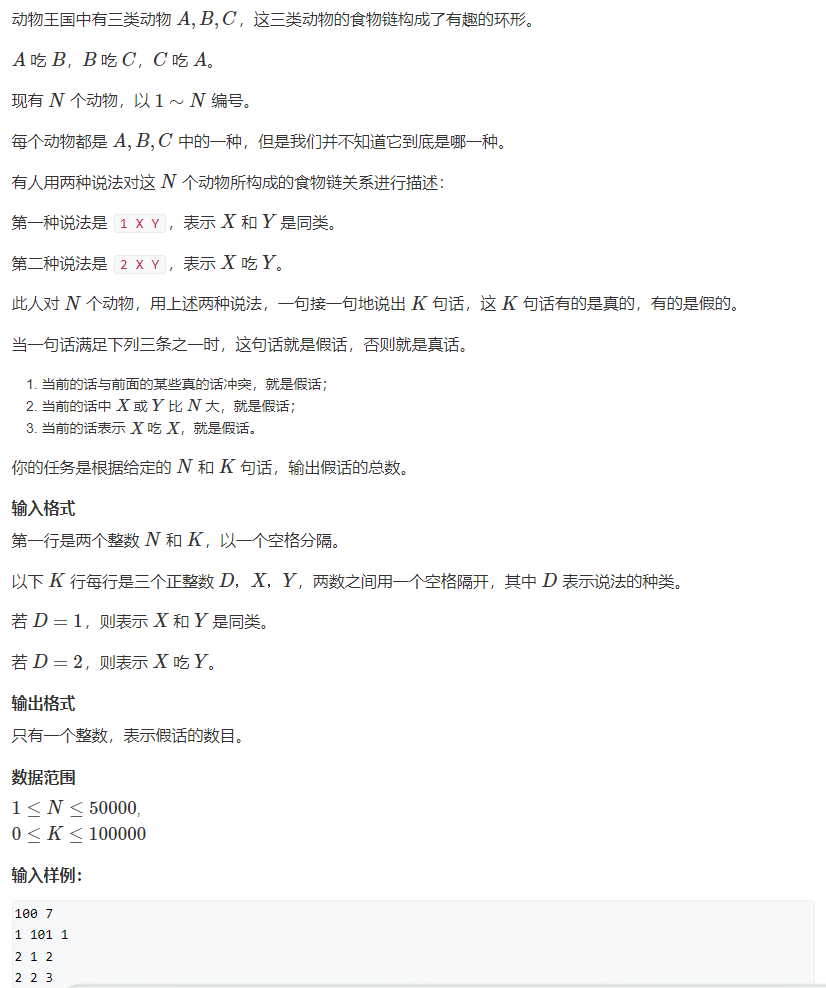 动物王国中有三类动物 A, B, C，这三类动物的食物链构成了有趣的环形。
A 吃 B，B 吃 C，C 吃 A。
现有 N 个动物，以 1 ∼ N 编号。
每个动物都是 A, B, C 中的一种，但是我们并不知道它到底是哪一种。
有人用两种说法对这 N 个动物所构成的食物链关系进行描述：
第一种说法是 1 X Y，表示 X 和 Y 是同类。
第二种说法是 2 X Y，表示 X 吃 Y。
此人对 N 个动物，用上述两种说法，一句接一句地说出 K 句话，这 K 句话有的是真的，有的是假的。
当一句话满足下列三条之一时，这句话就是假话，否则就是真话。
1. 当前的话与前面的某些真的话冲突，就是假话；
2. 当前的话中 X 或 Y 比 N 大，就是假话；
3. 当前的话表示 X 吃 X，就是假话。
你的任务是根据给定的 N 和 K 句话，输出假话的总数。
输入格式
第一行是两个整数 N 和 K，以一个空格分隔。
以下 K 行每行是三个正整数 D，X，Y，两数之间用一个空格隔开，其中 D 表示说法的种类。
若 D = 1，则表示 X 和 Y 是同类。
若 D = 2，则表示 X 吃 Y。
输出格式
只有一个整数，表示假话的数目。
数据范围
1 ≤ N ≤ 50000,
0 ≤ K ≤ 100000
输入样例：
100 7
1 101 1
2 1 2
2 2 3